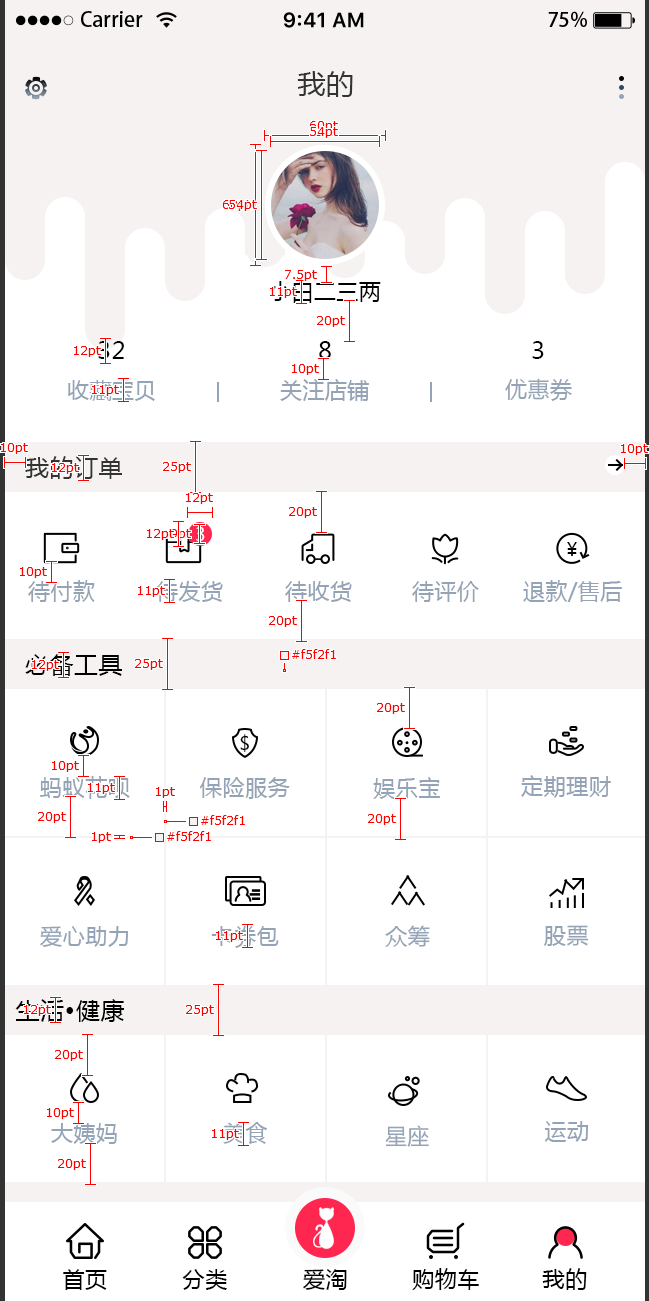 Carrier 9:41 AM 75%
我的
60pt
54pt
654pt
7.5pt
11pt 小由二三两
20pt
12pt 32 8 3
10pt
收藏宝贝 11pt | 关注店铺 | 优惠券
10pt 10pt
我的订单 12pt 25pt
12pt
20pt
12pt
10pt
待付款 待发货 待收货 待评价 退款/售后
11pt
20pt
必备工具 12pt 25pt #f5f2f1
20pt
10pt
蚂蚁花呗 保险服务 娱乐宝 定期理财
11pt 1pt
20pt #f5f2f1 20pt
1pt #f5f2f1
爱心助力 卡券包 众筹 股票
11pt
生活•健康 12pt 25pt
20pt
10pt
大姨妈 美食 星座 运动
11pt
20pt
首页 分类 爱淘 购物车 我的